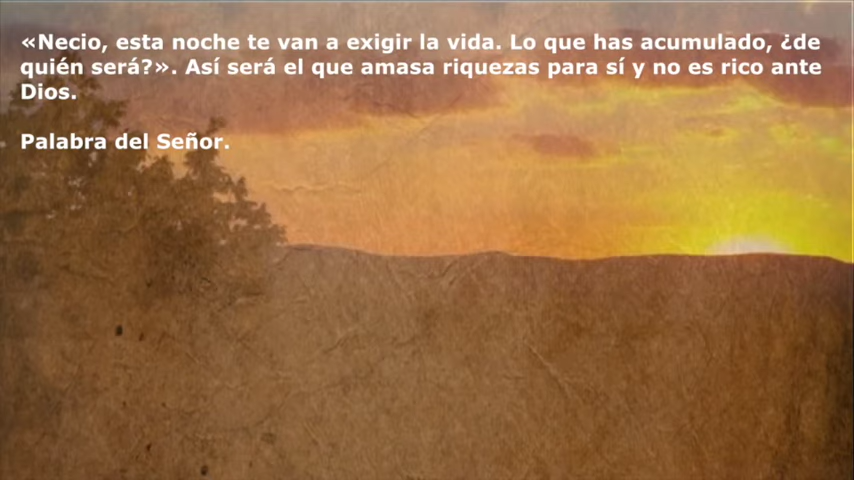 «Necio, esta noche te van a exigir la vida. Lo que has acumulado, ¿de
quién será?». Así será el que amasa riquezas para sí y no es rico ante
Dios.
Palabra del Señor.